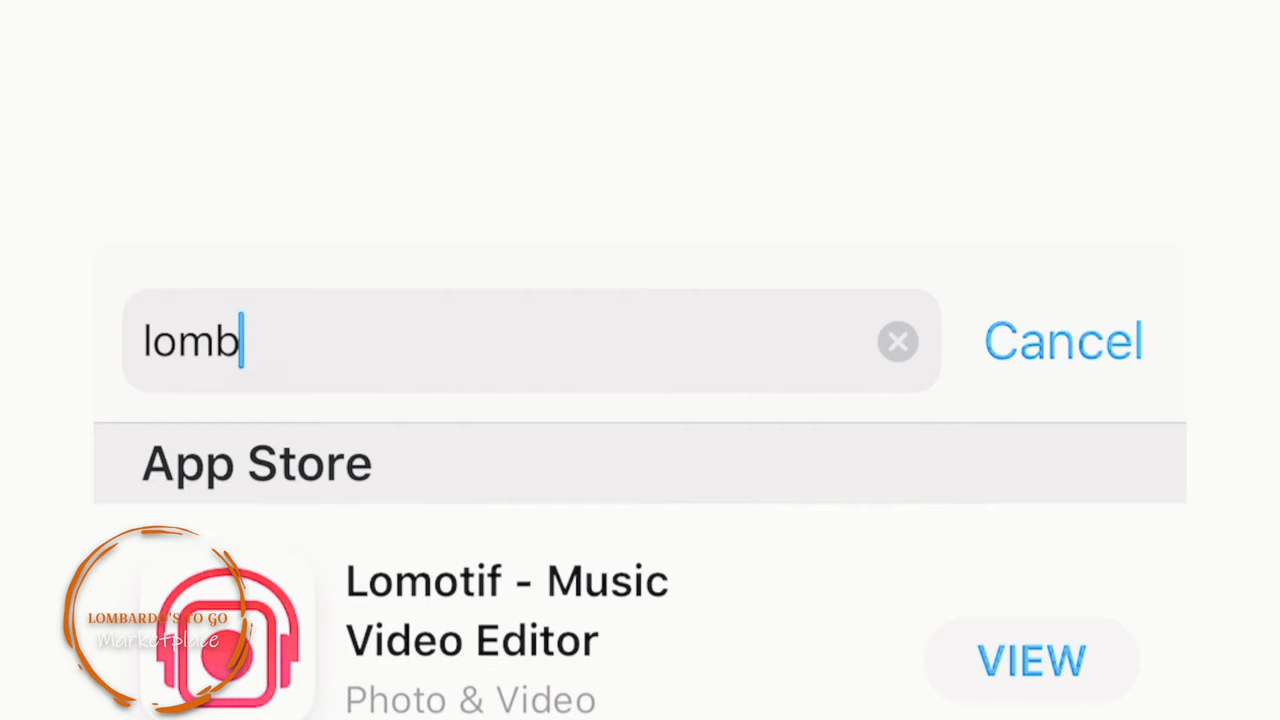 lomb
Cancel
App Store
Lomotif - Music
Video Editor
VIEW
Photo & Video
LOMBARDO'S TO GO
Marketplace